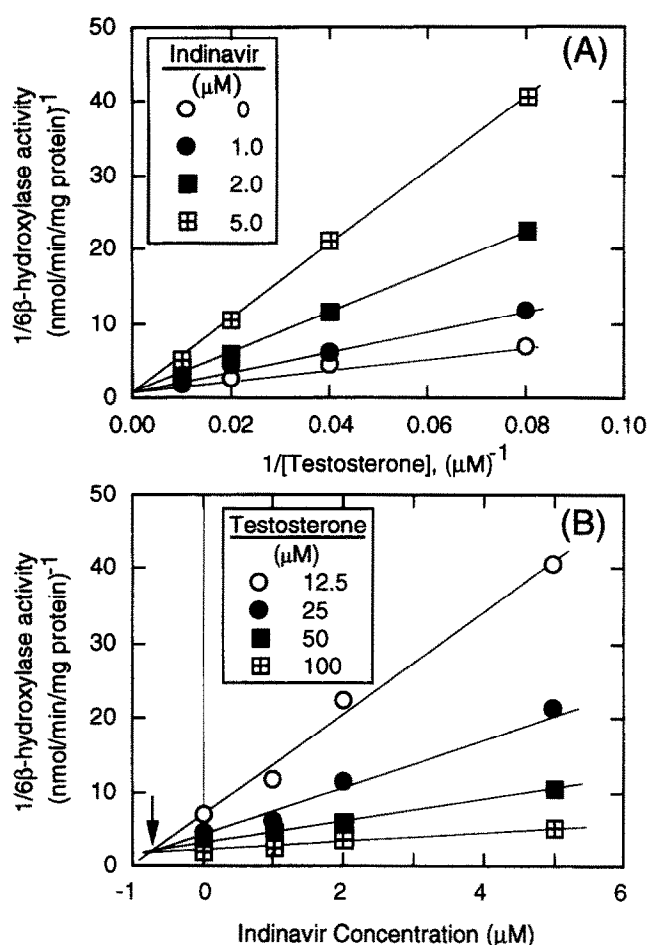 50
(A)
Indinavir
(μM)
0
1.0
2.0
5.0
40
30
20
10
0
1/6β-hydroxylase activity
(nmol/min/mg protein)-1
0.00 0.02 0.04 0.06 0.08 0.10
1/[Testosterone], (μM)-1
50
(B)
Testosterone
(μM)
12.5
25
50
100
40
30
20
10
0
1/6β-hydroxylase activity
(nmol/min/mg protein)-1
-1 0 2 4 6
Indinavir Concentration (μM)